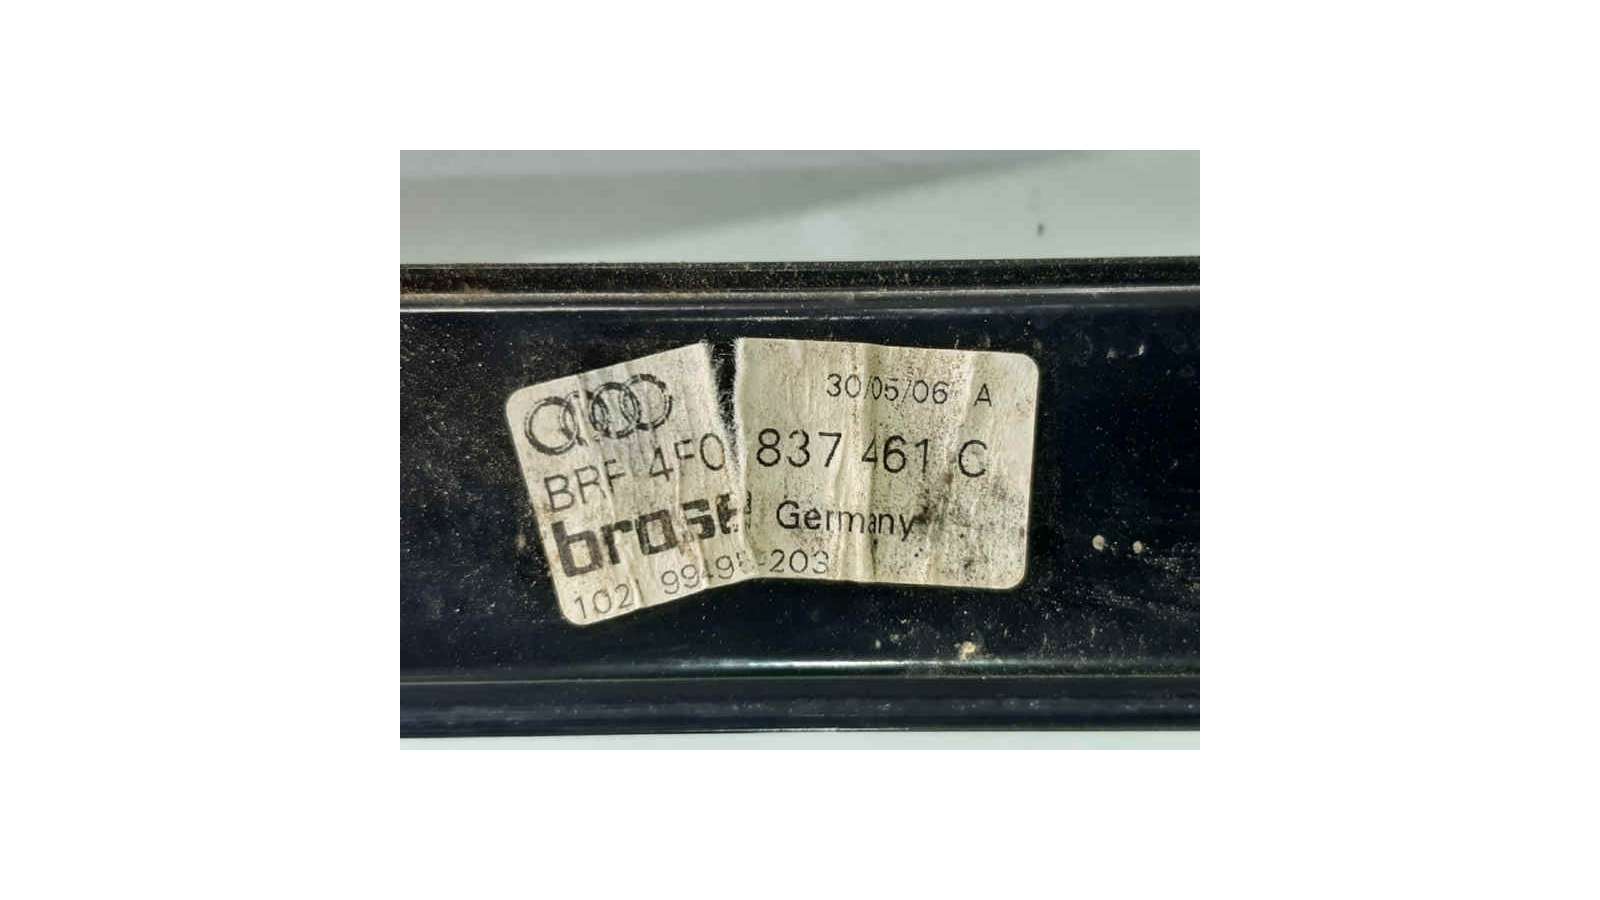 30/05/06 A
BRF 4F0 837 461 C
brose Germany
102| 99495-203